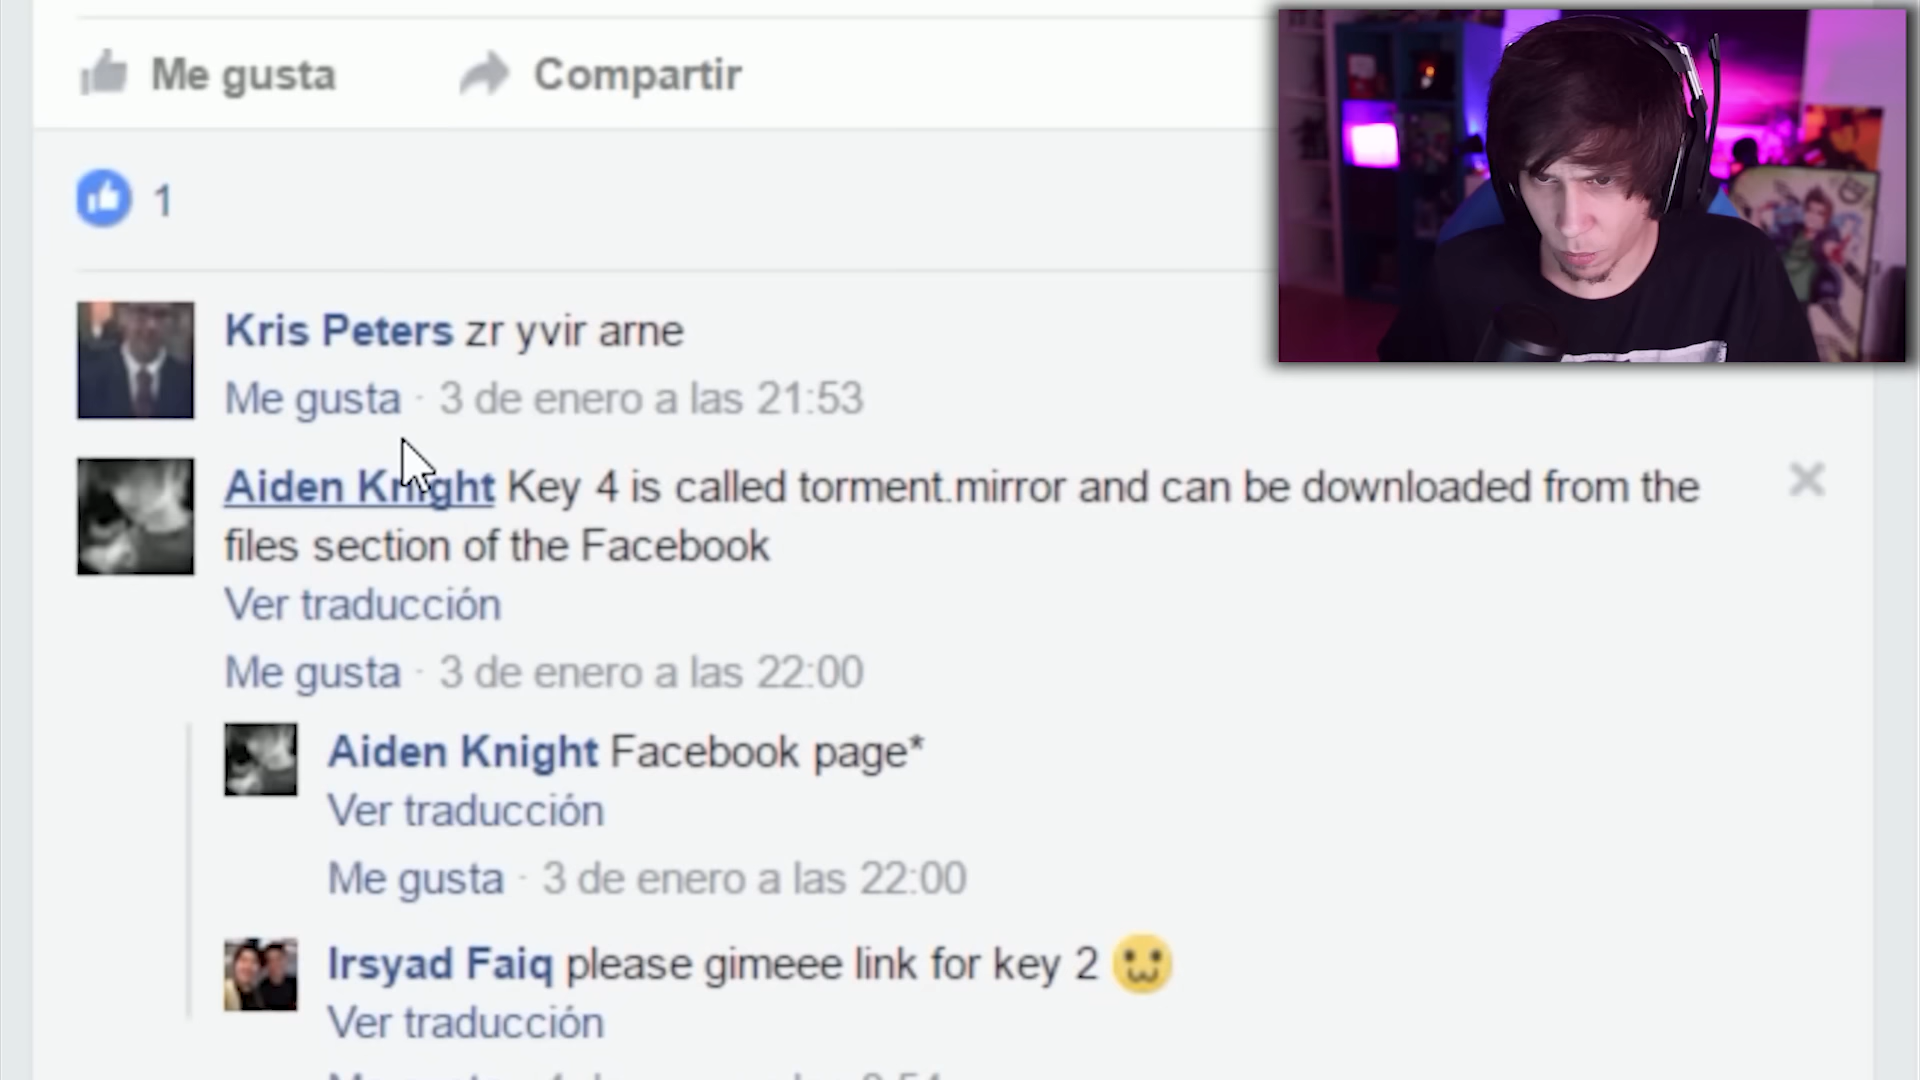 Me gusta Compartir
1
Kris Peters zr yvir arne
Me gusta · 3 de enero a las 21:53
Aiden Knight Key 4 is called torment.mirror and can be downloaded from the
files section of the Facebook
Ver traducción
Me gusta · 3 de enero a las 22:00
Aiden Knight Facebook page*
Ver traducción
Me gusta · 3 de enero a las 22:00
Irsyad Faiq please gimeee link for key 2
Ver traducción